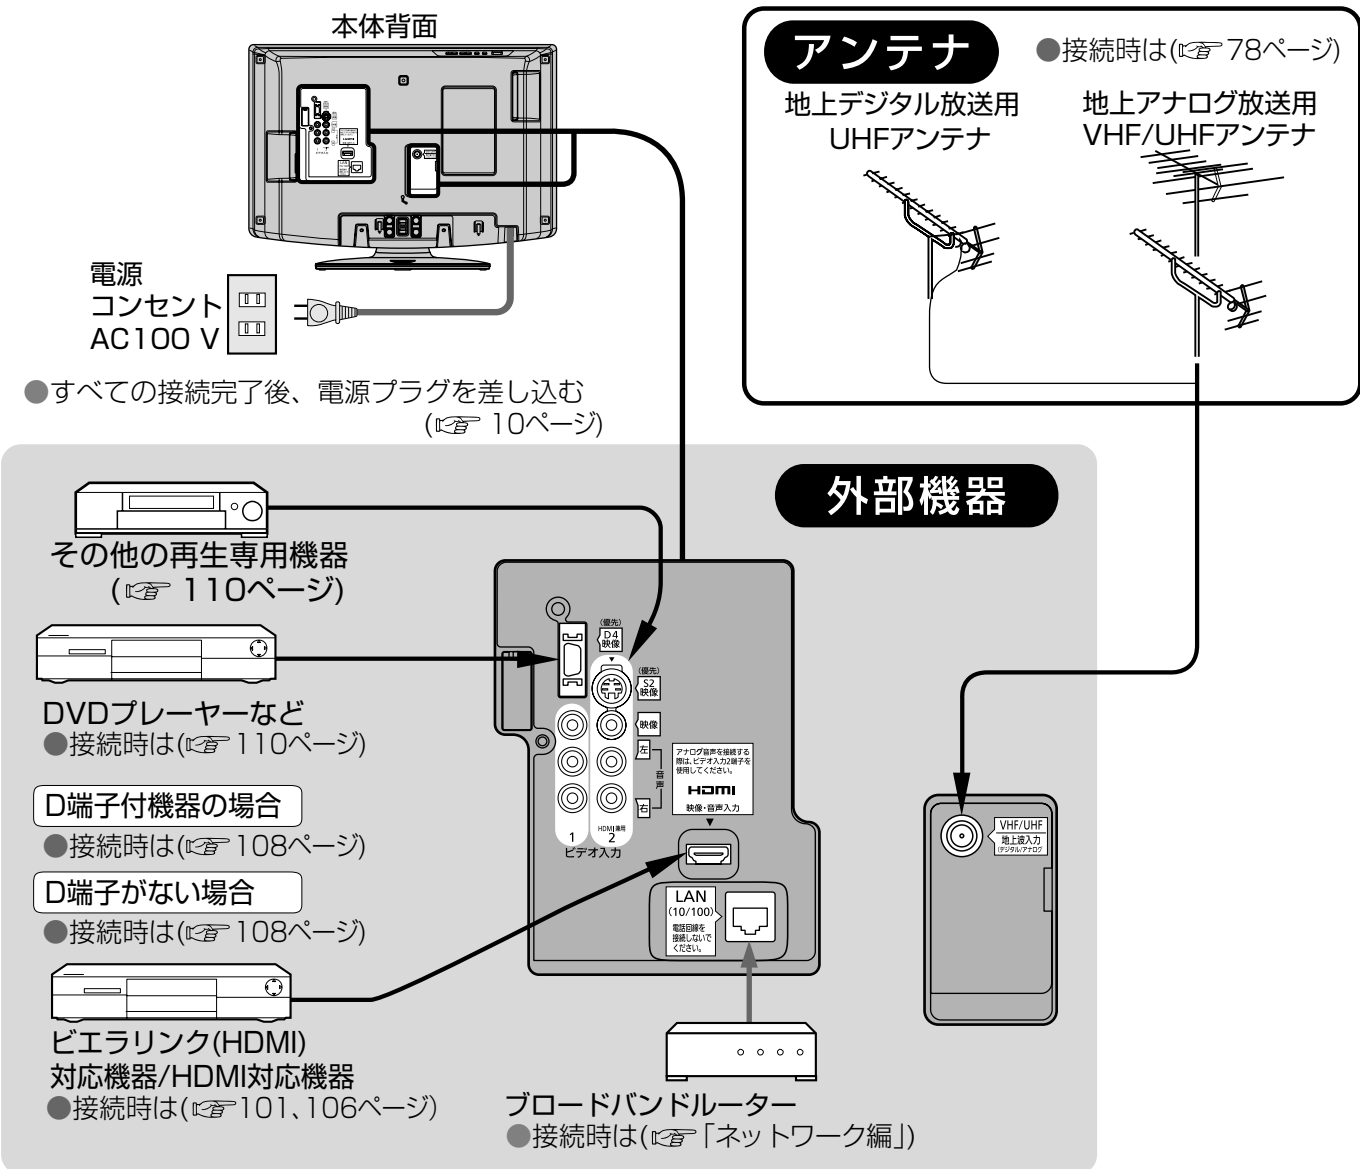 本体背面
アンテナ
●接続時は(☞78ページ)
地上デジタル放送用
UHFアンテナ
地上アナログ放送用
VHF/UHFアンテナ
電源
コンセント
AC100 V
●すべての接続完了後、電源プラグを差し込む
(☞ 10ページ)
外部機器
その他の再生専用機器
(☞ 110ページ)
DVDプレーヤーなど
●接続時は(☞110ページ)
D端子付機器の場合
●接続時は(☞108ページ)
D端子がない場合
●接続時は(☞108ページ)
ビエラリンク(HDMI)
対応機器/HDMI対応機器
●接続時は(☞101、106ページ)
(優先)
D4
映像
(優先)
S2
映像
映像
左
音声
右
1
HDMI兼用
2
ビデオ入力
アナログ音声を接続する
際は、ビデオ入力2端子を
使用してください。
HDMI
映像・音声入力
LAN
(10/100)
電話回線を
接続しないで
ください。
ブロードバンドルーター
●接続時は(☞「ネットワーク編」)
VHF/UHF
地上波入力
(デジタル/アナログ)